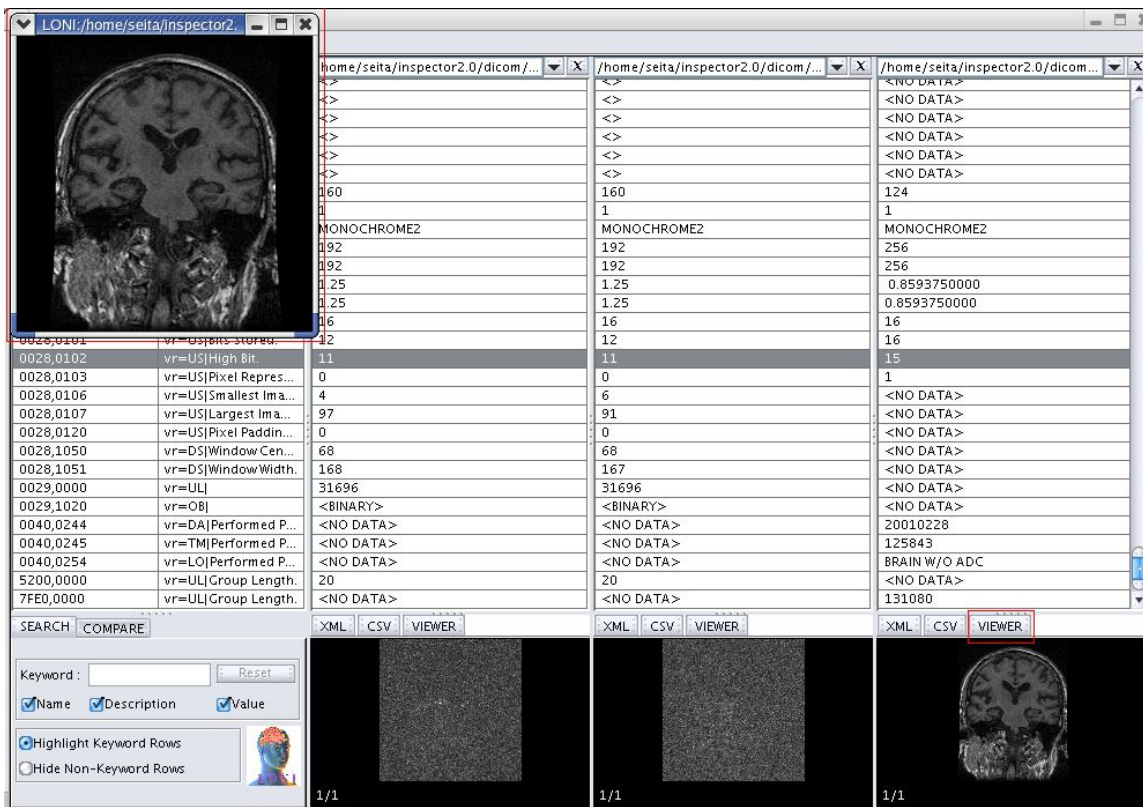 LONI:/home/seita/inspector2.
home/seita/inspector2.0/dicom/... X /home/seita/inspector2.0/dicom/... X /home/seita/inspector2.0/dicom... X
<> <> <NO DATA>
<> <> <NO DATA>
<> <> <NO DATA>
<> <> <NO DATA>
<> <> <NO DATA>
<> <> <NO DATA>
160 160 124
1 1 1
MONOCHROME2 MONOCHROME2 MONOCHROME2
192 192 256
192 192 256
1.25 1.25 0.8593750000
1.25 1.25 0.8593750000
16 16 16
0028,0101 vr=US|Bits Stored. 12 12 16
0028,0102 vr=US|High Bit. 11 11 15
0028,0103 vr=US|Pixel Repres... 0 0 1
0028,0106 vr=US|Smallest Ima... 4 6 <NO DATA>
0028,0107 vr=US|Largest Ima... 97 91 <NO DATA>
0028,0120 vr=US|Pixel Paddin... 0 0 <NO DATA>
0028,1050 vr=DS|Window Cen... 68 68 <NO DATA>
0028,1051 vr=DS|Window Width. 168 167 <NO DATA>
0029,0000 vr=UL| 31696 31696 <NO DATA>
0029,1020 vr=OB| <BINARY> <BINARY> <NO DATA>
0040,0244 vr=DA|Performed P... <NO DATA> <NO DATA> 20010228
0040,0245 vr=TM|Performed P... <NO DATA> <NO DATA> 125843
0040,0254 vr=LO|Performed P... <NO DATA> <NO DATA> BRAIN W/O ADC
5200,0000 vr=UL|Group Length. 20 20 <NO DATA>
7FE0,0000 vr=UL|Group Length. <NO DATA> <NO DATA> 131080
SEARCH COMPARE XML CSV VIEWER XML CSV VIEWER XML CSV VIEWER
Keyword : Reset
Name Description Value
Highlight Keyword Rows
Hide Non-Keyword Rows
LONI
1/1 1/1 1/1